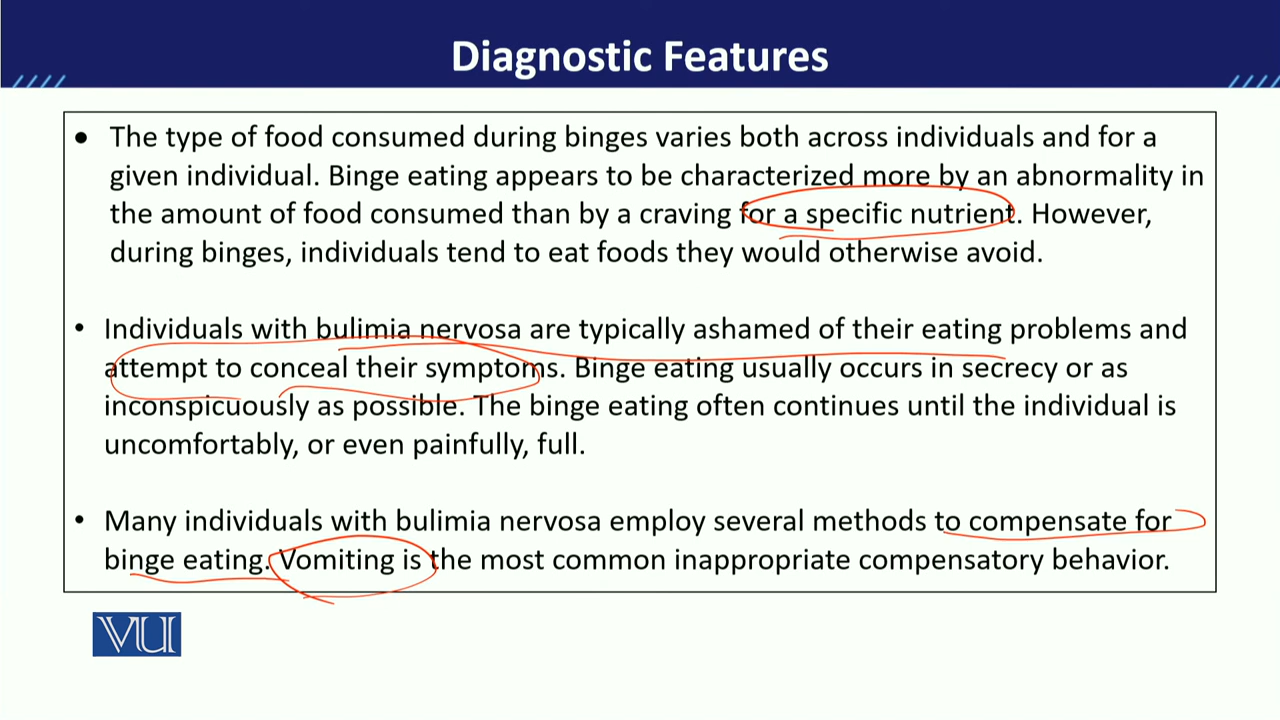 Diagnostic Features
• The type of food consumed during binges varies both across individuals and for a
given individual. Binge eating appears to be characterized more by an abnormality in
the amount of food consumed than by a craving for a specific nutrient. However,
during binges, individuals tend to eat foods they would otherwise avoid.
• Individuals with bulimia nervosa are typically ashamed of their eating problems and
attempt to conceal their symptoms. Binge eating usually occurs in secrecy or as
inconspicuously as possible. The binge eating often continues until the individual is
uncomfortably, or even painfully, full.
• Many individuals with bulimia nervosa employ several methods to compensate for
binge eating. Vomiting is the most common inappropriate compensatory behavior.
VU